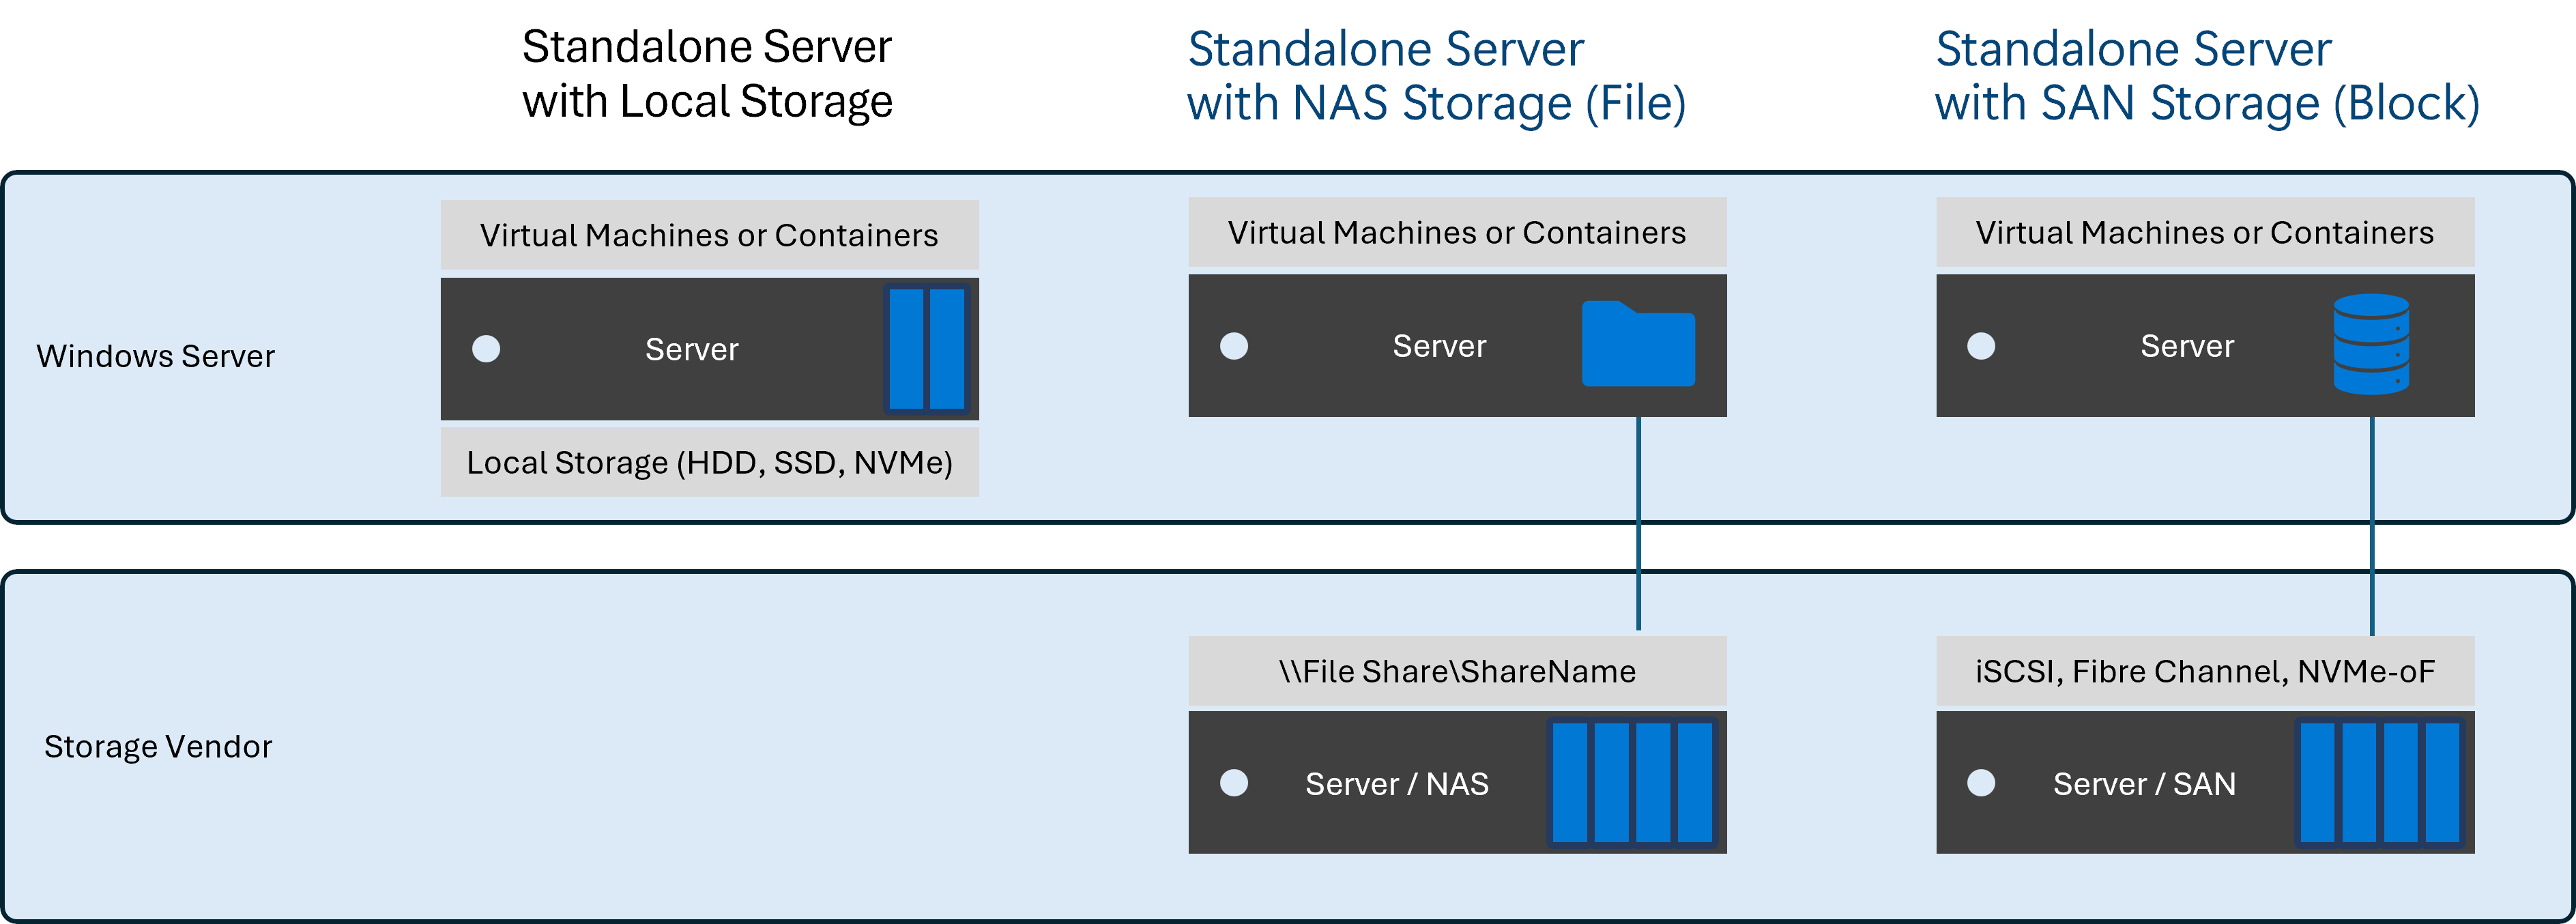 Standalone Server
with Local Storage
Standalone Server
with NAS Storage (File)
Standalone Server
with SAN Storage (Block)
Windows Server
Virtual Machines or Containers
Server
Local Storage (HDD, SSD, NVMe)
Virtual Machines or Containers
Server
Virtual Machines or Containers
Server
Storage Vendor
\\File Share\ShareName
Server / NAS
iSCSI, Fibre Channel, NVMe-oF
Server / SAN